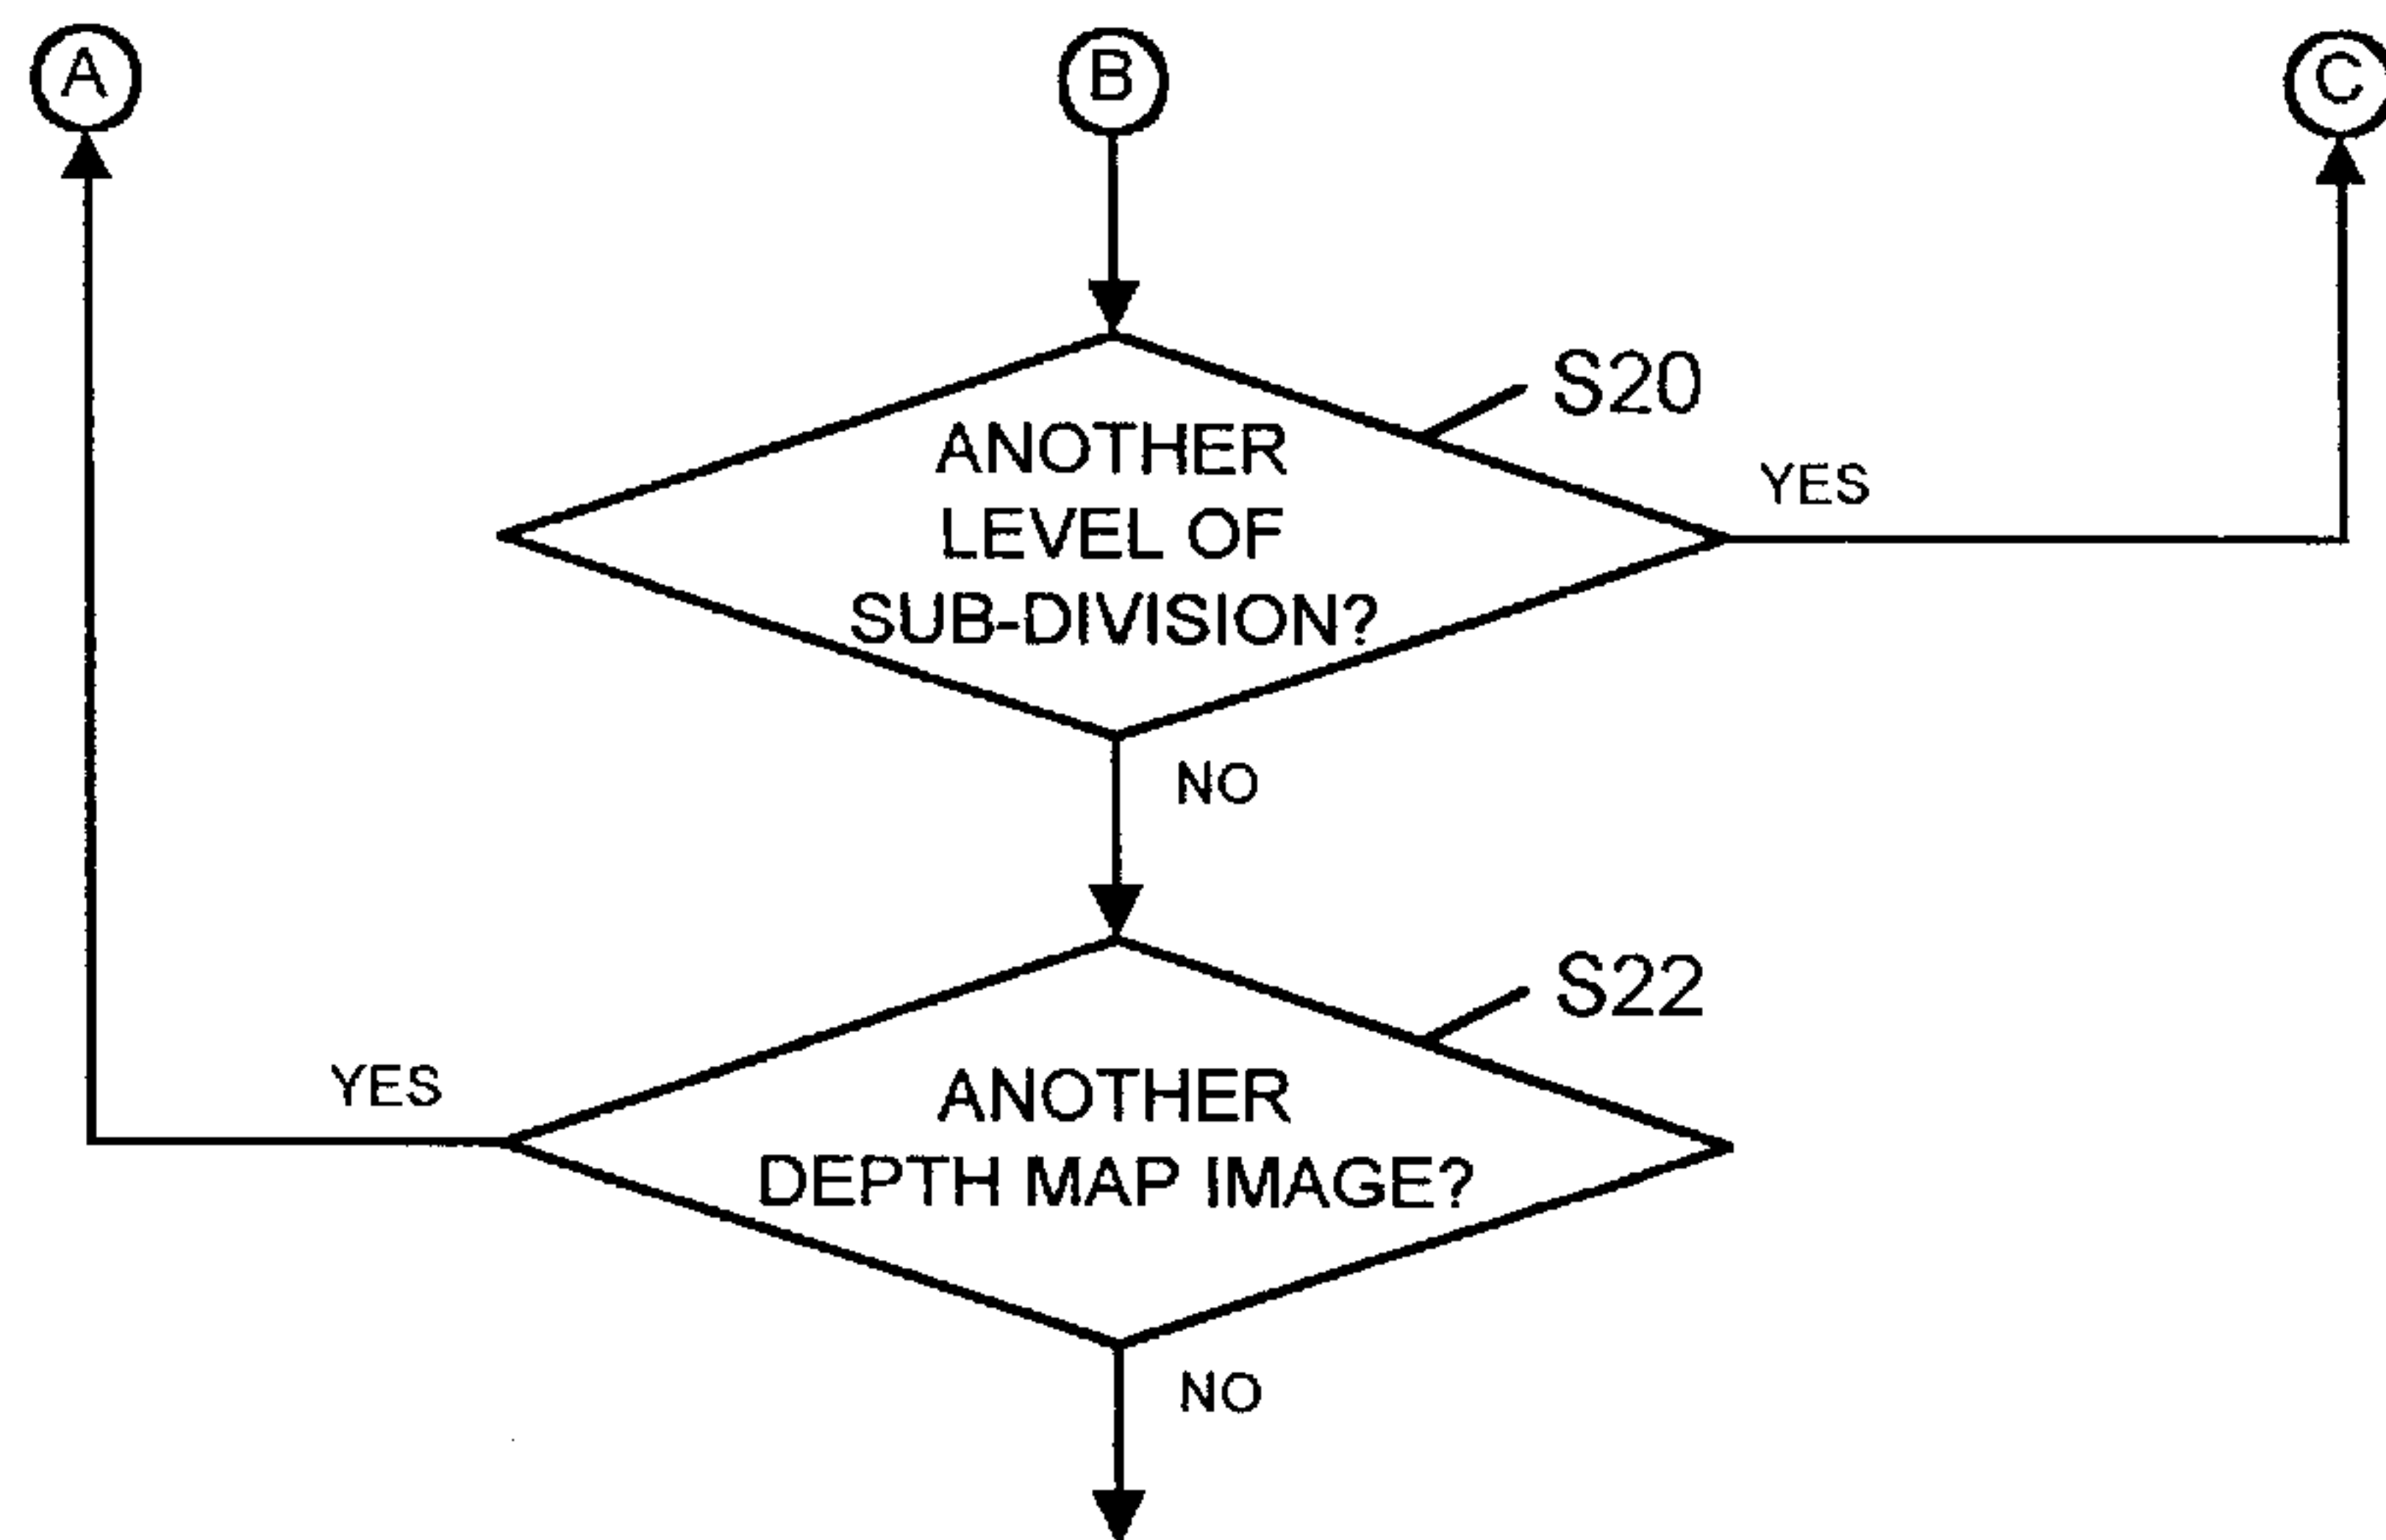 A
B
C
S20
ANOTHER
LEVEL OF
SUB-DIVISION?
YES
NO
S22
ANOTHER
DEPTH MAP IMAGE?
YES
NO